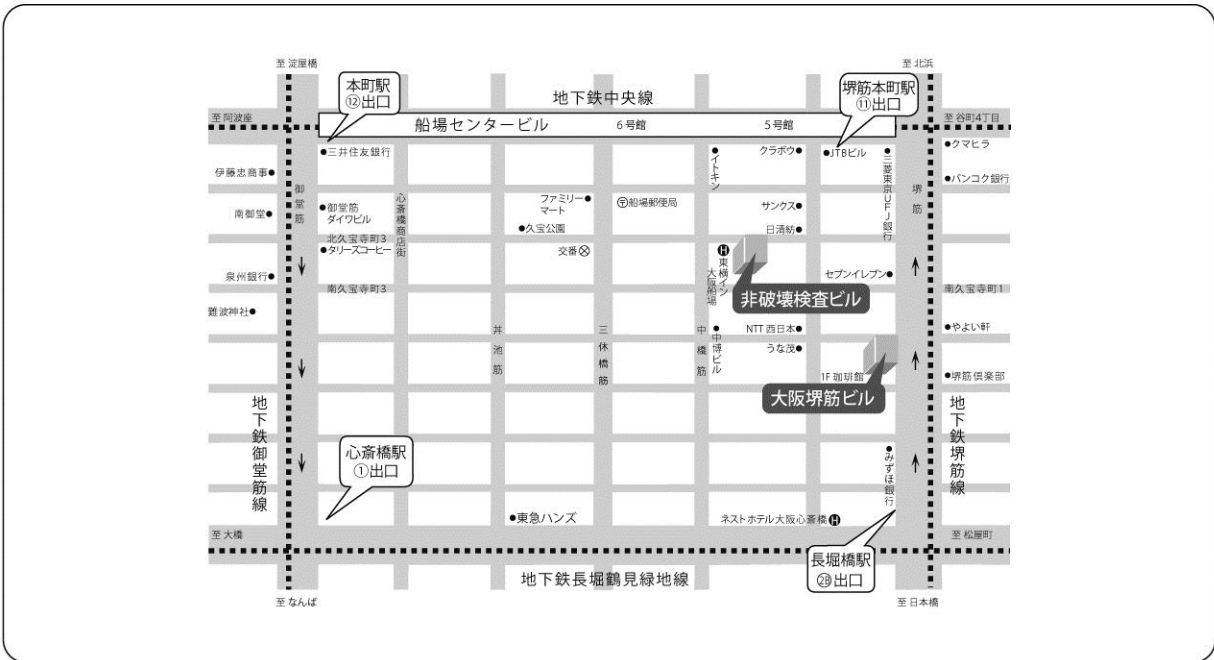 至 淀屋橋
至 北浜
本町駅
⑫出口
地下鉄中央線
堺筋本町駅
⑪出口
至 阿波座
船場センタービル
6号館
5号館
至 谷町4丁目
●三井住友銀行
●イトキン
クラボウ●
●JTBビル
●三菱東京UFJ銀行
●クマヒラ
伊藤忠商事●
●バンコク銀行
御堂筋
心斎橋商店街
堺筋
●御堂筋
ダイワビル
ファミリー●
マート
〶船場郵便局
サンクス●
南御堂●
●久宝公園
日清紡●
北久宝寺町3
●タリーズコーヒー
交番⊗
H東横イン
大阪船場
泉州銀行●
セブンイレブン●
南久宝寺町3
非破壊検査ビル
南久宝寺町1
難波神社●
丼池筋
三休橋筋
中橋筋
●中博ビル
NTT 西日本●
●やよい軒
うな茂●
1F 珈琲館
●堺筋倶楽部
大阪堺筋ビル
地下鉄御堂筋線
地下鉄堺筋線
心斎橋駅
①出口
●みずほ銀行
●東急ハンズ
ネストホテル大阪心斎橋H
至 大橋
至 松屋町
長堀橋駅
2B出口
地下鉄長堀鶴見緑地線
至 なんば
至 日本橋